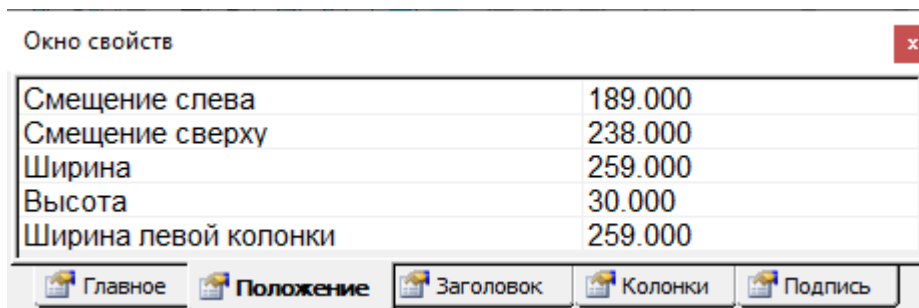 Окно свойств x
Смещение слева 189.000
Смещение сверху 238.000
Ширина 259.000
Высота 30.000
Ширина левой колонки 259.000
Главное Положение Заголовок Колонки Подпись